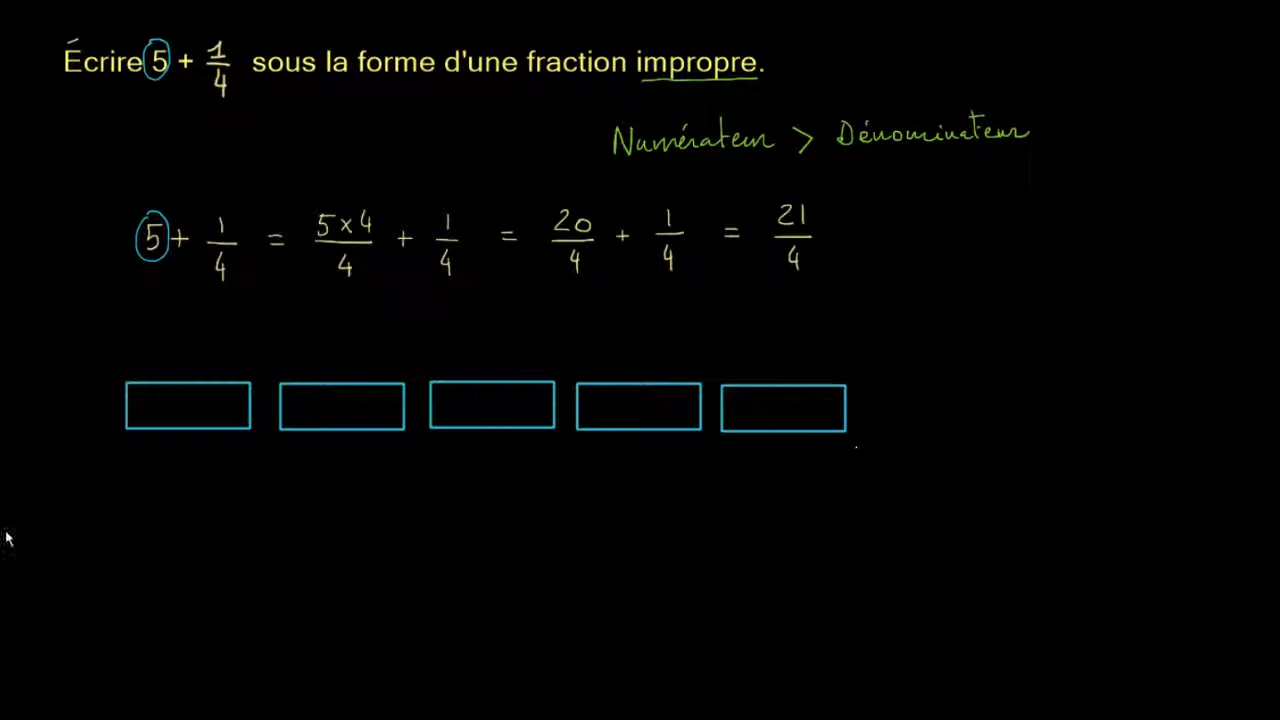 Écrire 5 + 1/4 sous la forme d'une fraction impropre.
Numérateur > Dénominateur
5 + 1/4 = 5×4/4 + 1/4 = 20/4 + 1/4 = 21/4